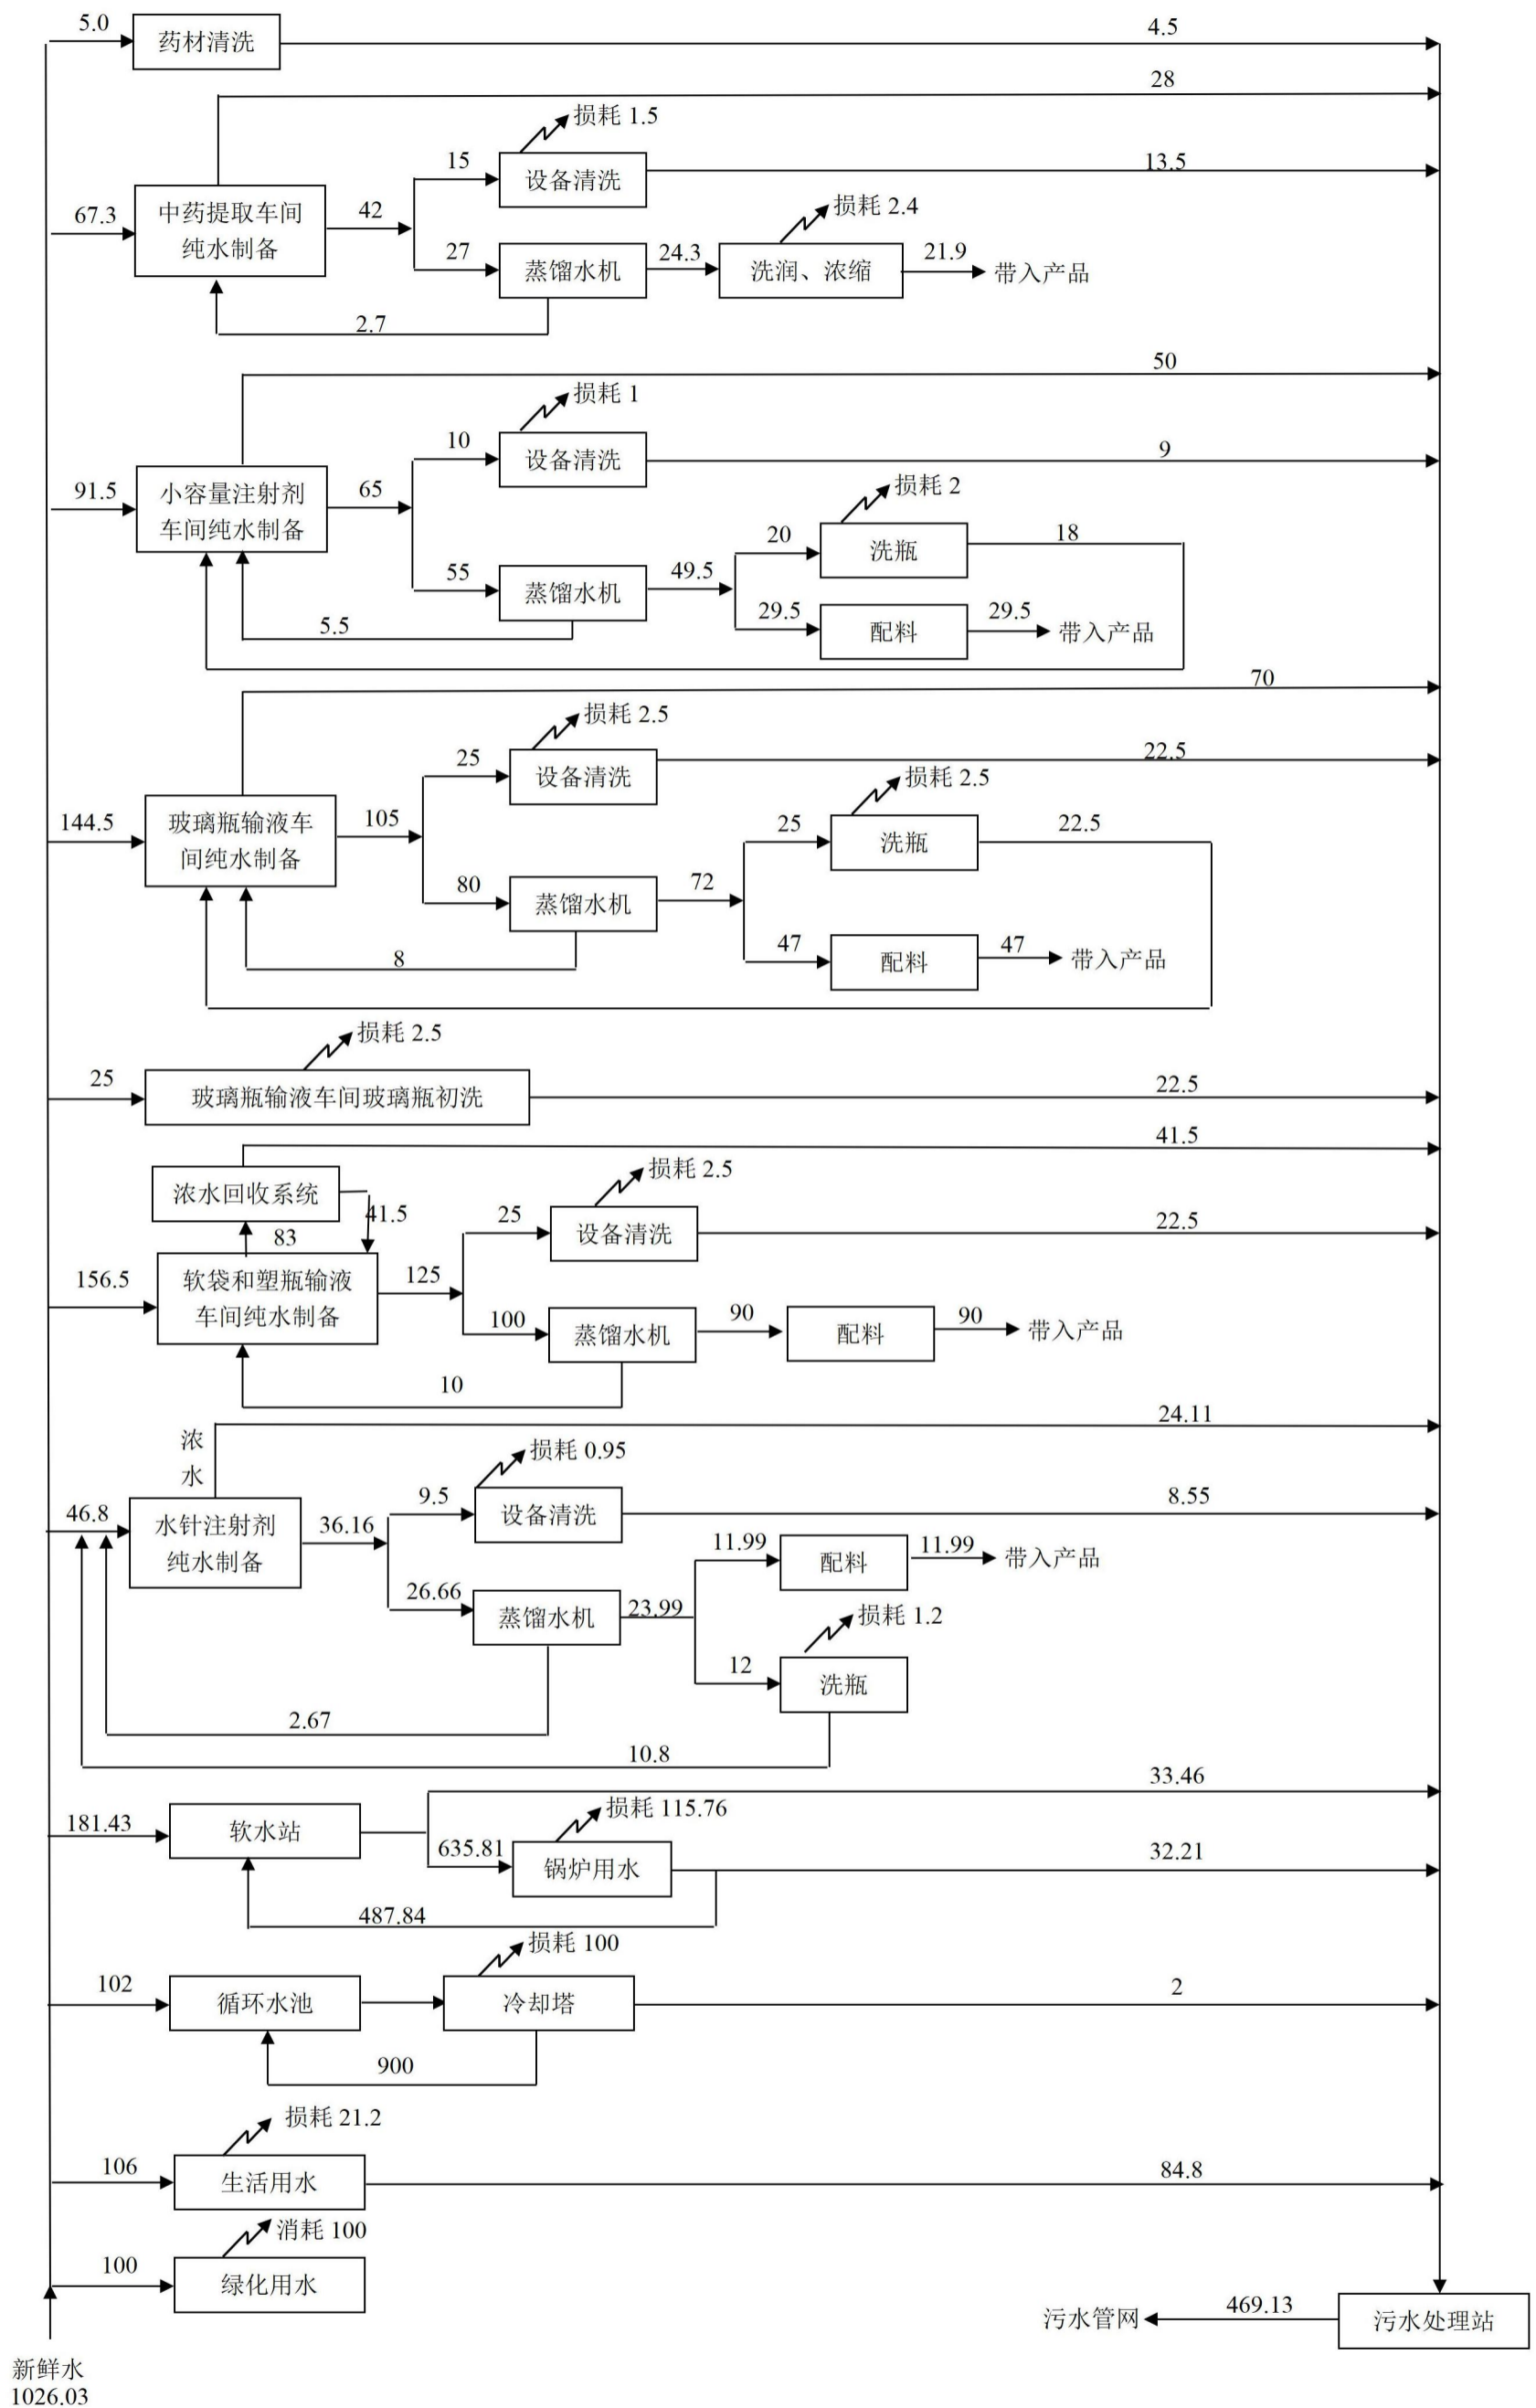 5.0
药材清洗
4.5
28
损耗 1.5
15
设备清洗
13.5
67.3
中药提取车间
纯水制备
42
损耗 2.4
27
蒸馏水机
24.3
洗润、浓缩
21.9
带入产品
2.7
50
损耗 1
10
设备清洗
9
91.5
小容量注射剂
车间纯水制备
65
损耗 2
20
洗瓶
18
55
蒸馏水机
49.5
29.5
配料
29.5
带入产品
5.5
70
损耗 2.5
25
设备清洗
22.5
144.5
玻璃瓶输液车
间纯水制备
105
损耗 2.5
25
洗瓶
22.5
80
蒸馏水机
72
47
配料
47
带入产品
8
损耗 2.5
25
玻璃瓶输液车间玻璃瓶初洗
22.5
41.5
浓水回收系统
41.5
83
损耗 2.5
25
设备清洗
22.5
156.5
软袋和塑瓶输液
车间纯水制备
125
100
蒸馏水机
90
配料
90
带入产品
10
24.11
浓
水
损耗 0.95
9.5
设备清洗
8.55
46.8
水针注射剂
纯水制备
36.16
11.99
配料
11.99
带入产品
26.66
蒸馏水机
23.99
损耗 1.2
12
洗瓶
2.67
10.8
33.46
181.43
软水站
损耗 115.76
635.81
锅炉用水
32.21
487.84
损耗 100
102
循环水池
冷却塔
2
900
损耗 21.2
106
生活用水
84.8
消耗 100
100
绿化用水
污水管网
469.13
污水处理站
新鲜水
1026.03